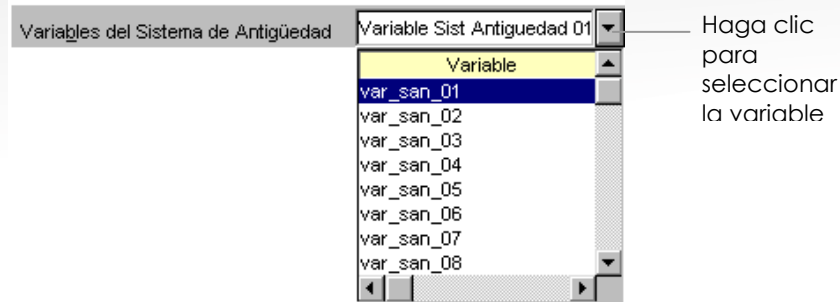 Variables del Sistema de Antigüedad
Variable Sist Antiguedad 01
Variable
var_san_01
var_san_02
var_san_03
var_san_04
var_san_05
var_san_06
var_san_07
var_san_08
Haga clic
para
seleccionar
la variable